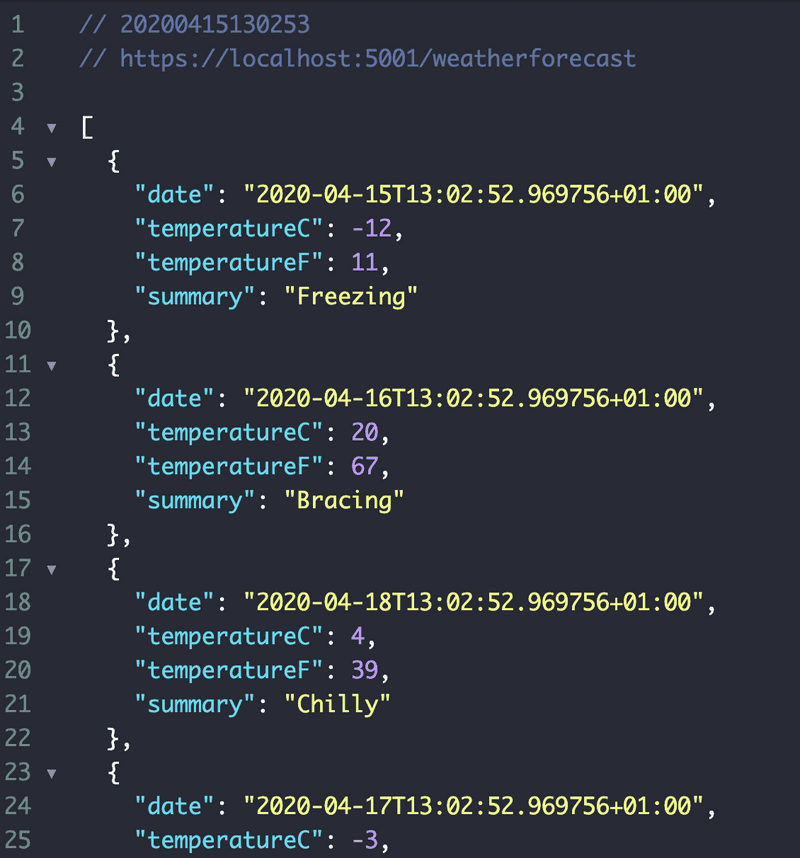 1 // 20200415130253
2 // https://localhost:5001/weatherforecast
3
4 ▼ [
5 ▼ {
6 "date": "2020-04-15T13:02:52.969756+01:00",
7 "temperatureC": -12,
8 "temperatureF": 11,
9 "summary": "Freezing"
10 },
11 ▼ {
12 "date": "2020-04-16T13:02:52.969756+01:00",
13 "temperatureC": 20,
14 "temperatureF": 67,
15 "summary": "Bracing"
16 },
17 ▼ {
18 "date": "2020-04-18T13:02:52.969756+01:00",
19 "temperatureC": 4,
20 "temperatureF": 39,
21 "summary": "Chilly"
22 },
23 ▼ {
24 "date": "2020-04-17T13:02:52.969756+01:00",
25 "temperatureC": -3,